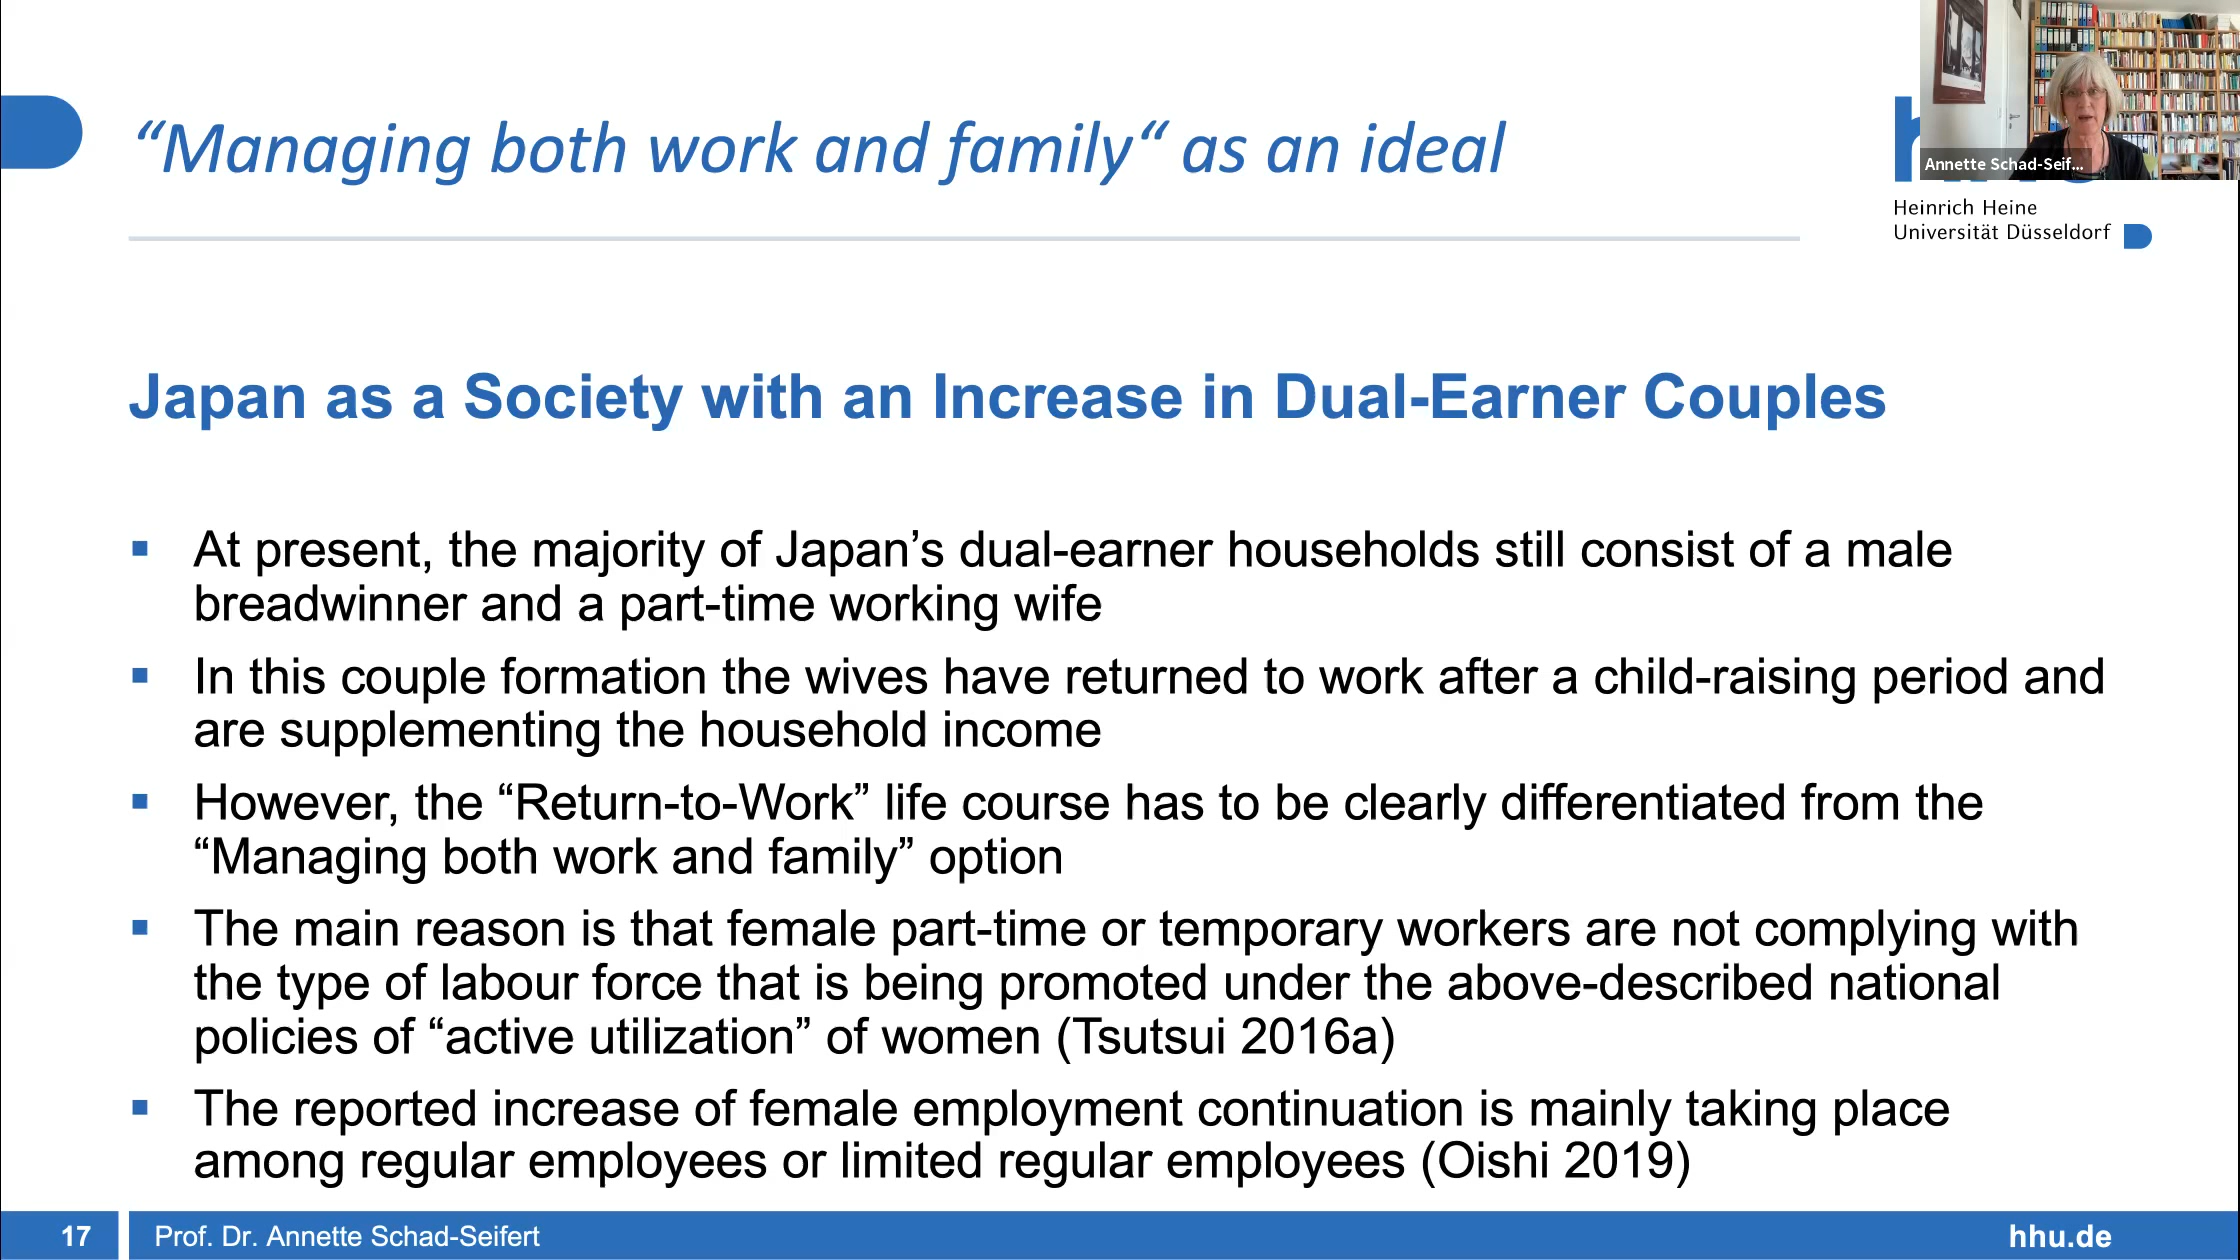 “Managing both work and family“ as an ideal
Annette Schad-Seif...
Heinrich Heine
Universität Düsseldorf
Japan as a Society with an Increase in Dual-Earner Couples
▪ At present, the majority of Japan’s dual-earner households still consist of a male
breadwinner and a part-time working wife
▪ In this couple formation the wives have returned to work after a child-raising period and
are supplementing the household income
▪ However, the “Return-to-Work” life course has to be clearly differentiated from the
“Managing both work and family” option
▪ The main reason is that female part-time or temporary workers are not complying with
the type of labour force that is being promoted under the above-described national
policies of “active utilization” of women (Tsutsui 2016a)
▪ The reported increase of female employment continuation is mainly taking place
among regular employees or limited regular employees (Oishi 2019)
17 Prof. Dr. Annette Schad-Seifert hhu.de